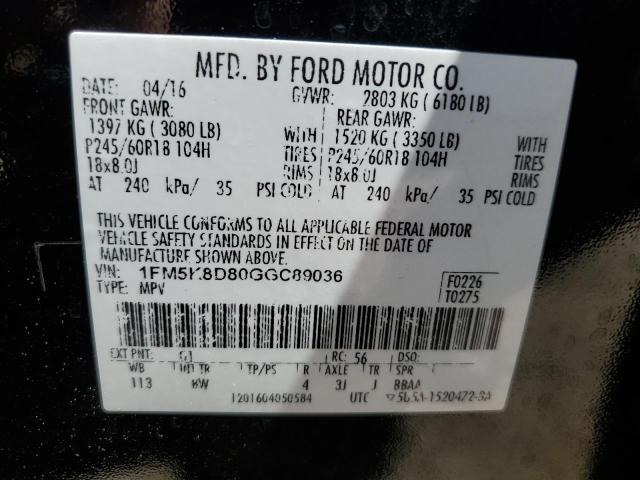 MFD. BY FORD MOTOR CO.
DATE: 04/16 GVWR: 2803 KG (6180 LB)
FRONT GAWR: REAR GAWR:
1397 KG (3080 LB) WITH 1520 KG (3350 LB) WITH
P245/60R18 104H TIRES P245/60R18 104H TIRES
18x8.0J RIMS 18x8.0J RIMS
AT 240 kPa/ 35 PSI COLD AT 240 kPa/ 35 PSI COLD
THIS VEHICLE CONFORMS TO ALL APPLICABLE FEDERAL MOTOR
VEHICLE SAFETY STANDARDS IN EFFECT ON THE DATE OF
MANUFACTURE SHOWN ABOVE.
VIN: 1FM5K8D80GGC89036 F0226
TYPE: MPV T0275
EXT PNT: G1 RC: 56 DSO:
WB INT TR TP/PS R AXLE TR SPR
113 KW 4 3J J BBAA
1201604050584 UTC